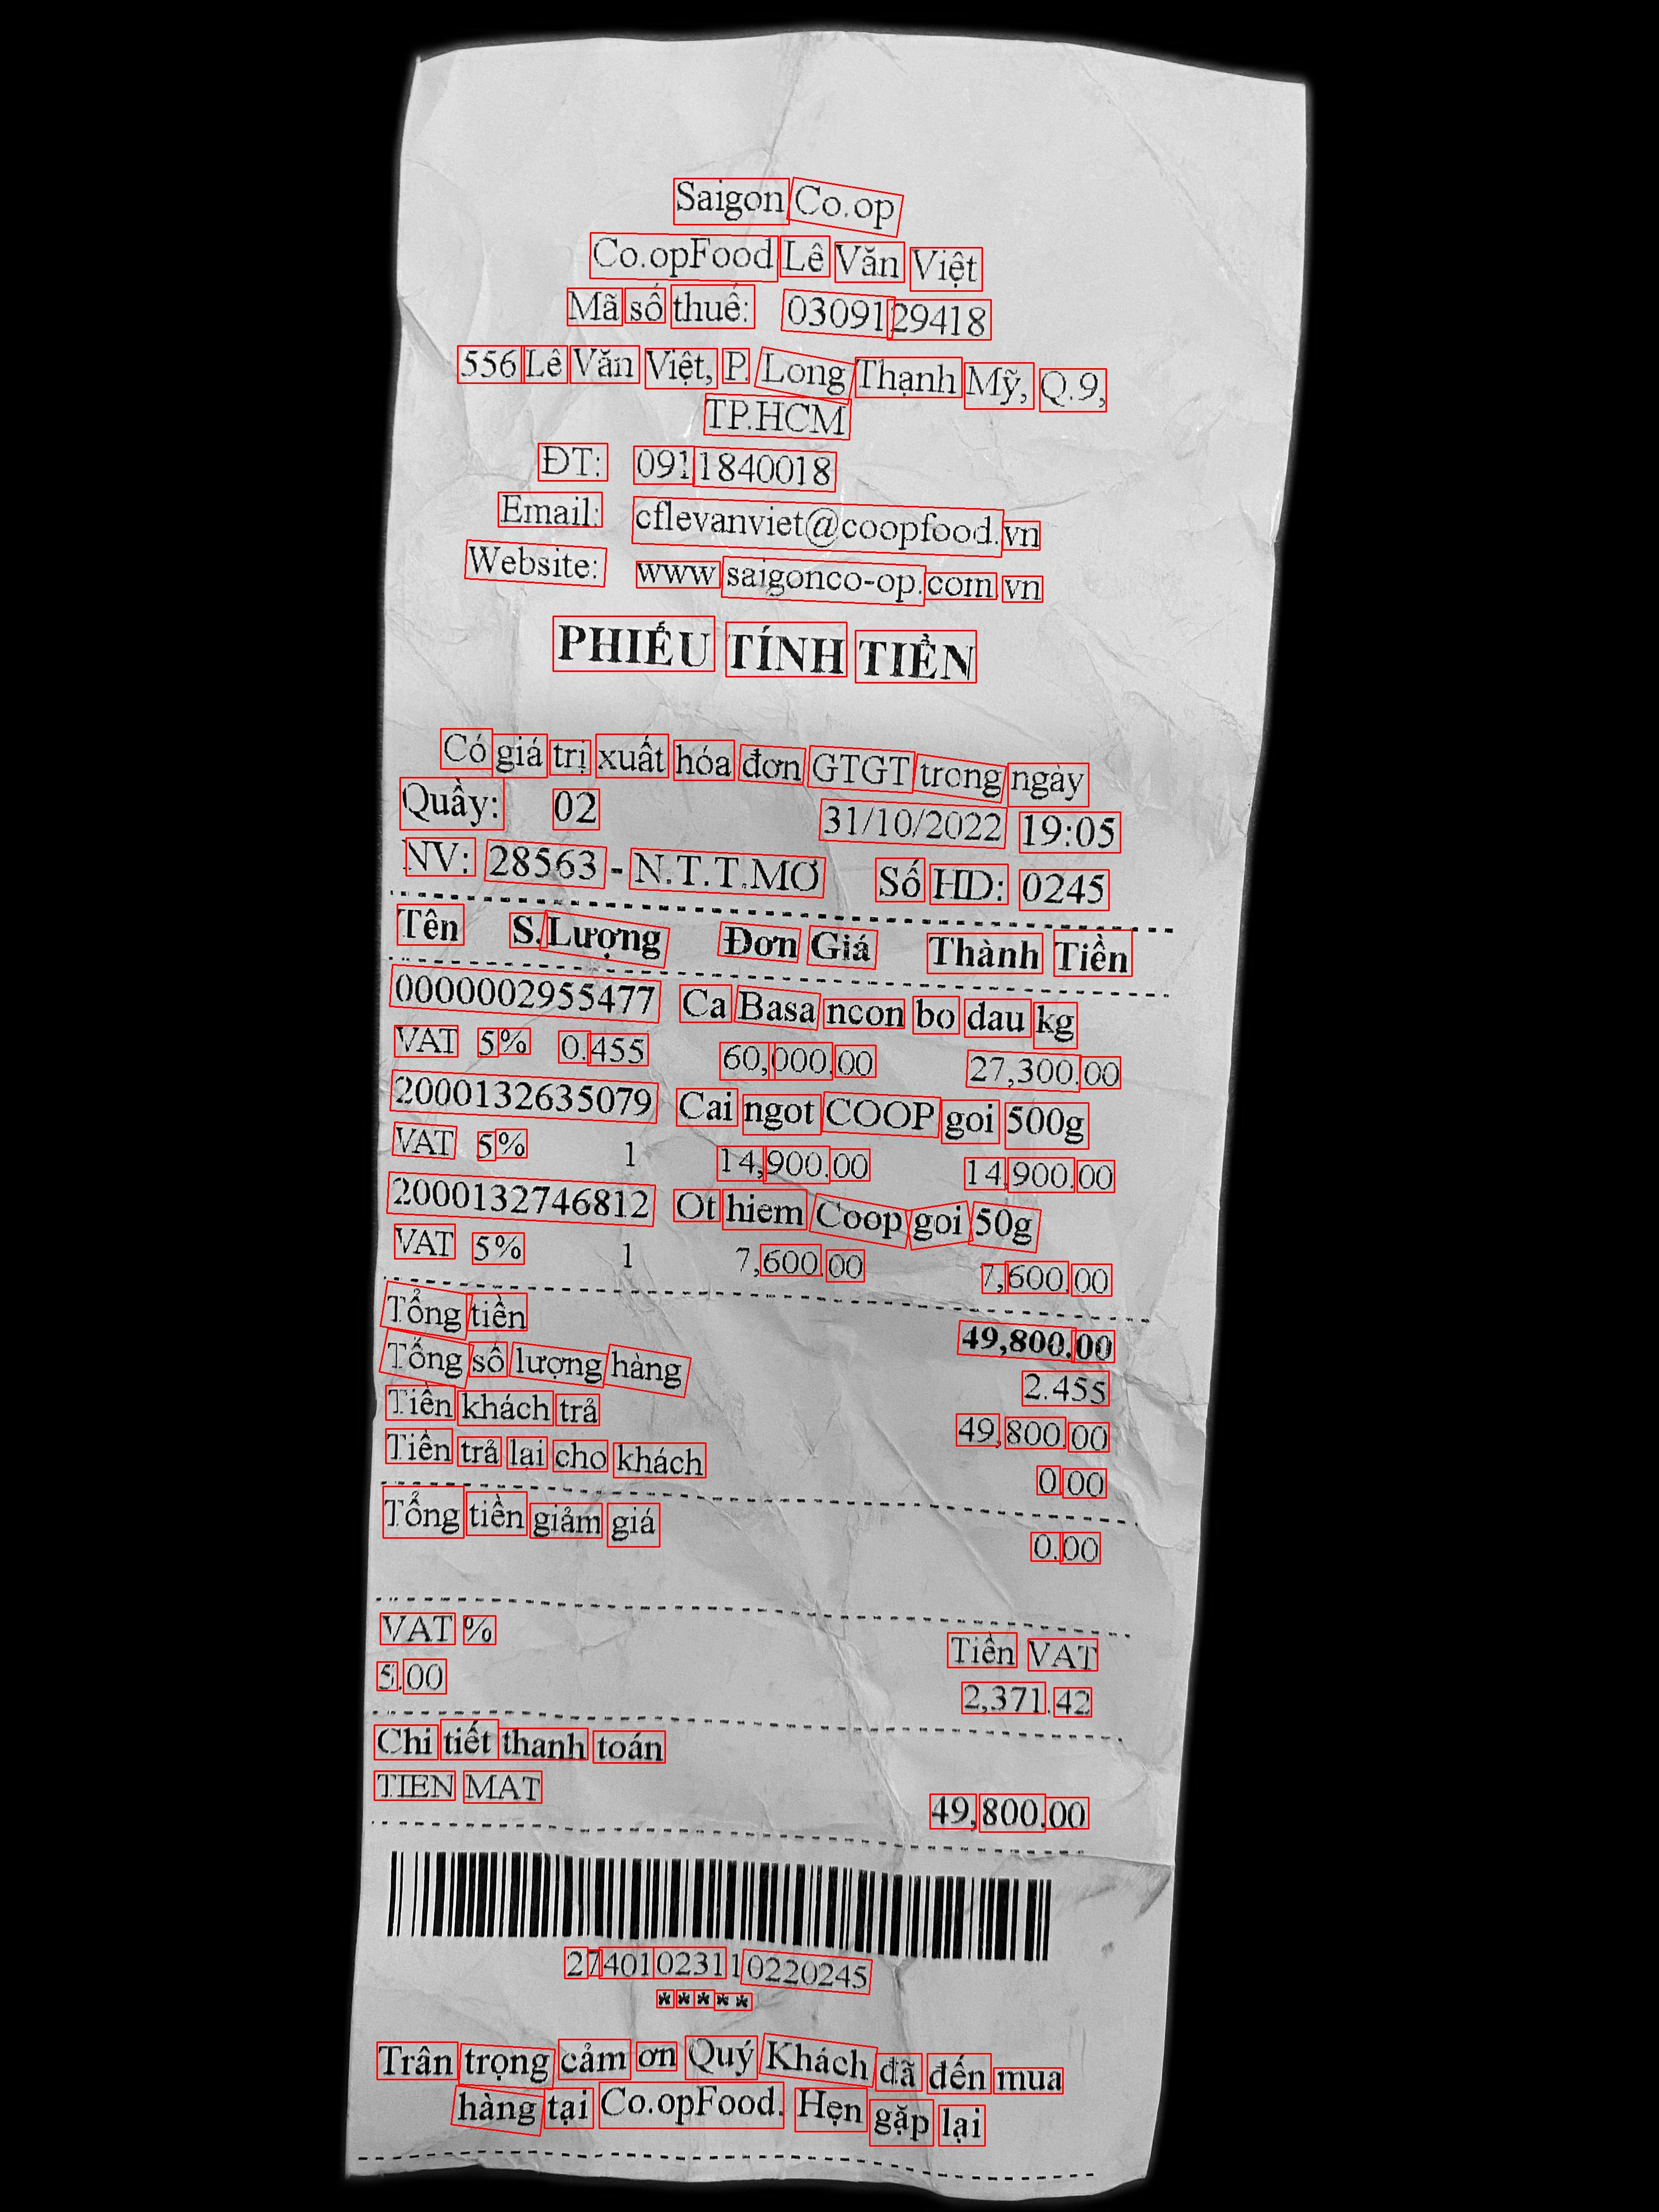 Saigon Co.op
Co.opFood Lê Văn Việt
Mã số thuế: 0309129418
556 Lê Văn Việt, P. Long Thạnh Mỹ, Q.9,
TP.HCM
ĐT: 0911840018
Email: cflevanviet@coopfood.vn
Website: www.saigonco-op.com.vn
PHIẾU TÍNH TIỀN
Có giá trị xuất hóa đơn GTGT trong ngày
Quầy: 02 31/10/2022 19:05
NV: 28563 - N.T.T.MƠ Số HD: 0245
Tên S.Lượng Đơn Giá Thành Tiền
0000002955477 Ca Basa ncon bo dau kg
VAT 5% 0.455 60,000.00 27,300.00
2000132635079 Cai ngot COOP goi 500g
VAT 5% 1 14,900.00 14,900.00
2000132746812 Ot hiem Coop goi 50g
VAT 5% 1 7,600.00 7,600.00
Tổng tiền 49,800.00
Tổng số lượng hàng 2.455
Tiền khách trả 49,800.00
Tiền trả lại cho khách 0.00
Tổng tiền giảm giá 0.00
VAT % Tiền VAT
5.00 2,371.42
Chi tiết thanh toán
TIEN MAT 49,800.00
27401023110220245
*****
Trân trọng cảm ơn Quý Khách đã đến mua
hàng tại Co.opFood. Hẹn gặp lại